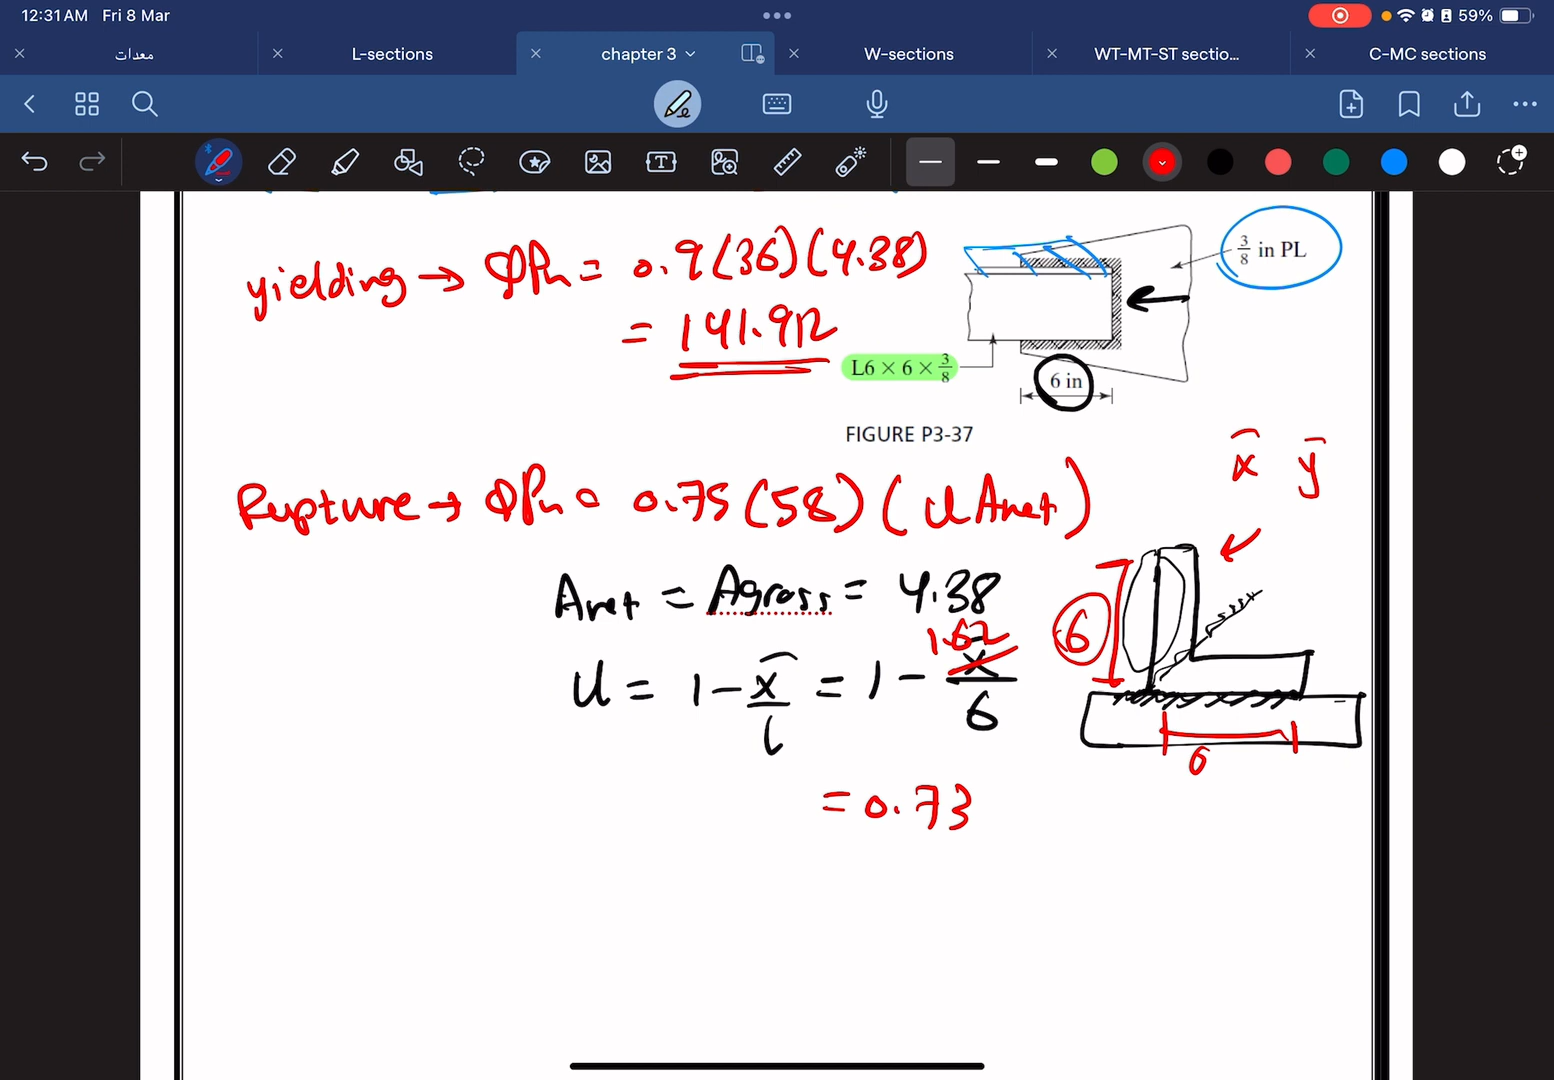 12:31 AM Fri 8 Mar
59%
معدات
L-sections
chapter 3
W-sections
WT-MT-ST sectio...
C-MC sections
yielding → ΦPn = 0.9(36)(4.38)
= 141.912
3/8 in PL
L6 × 6 × 3/8
6 in
FIGURE P3-37
x̄ ȳ
Rupture → ΦPn = 0.75(58)(U Anet)
Anet = Agross = 4.38
6
1.62
U = 1 - x̄/l = 1 - x/6
6
= 0.73